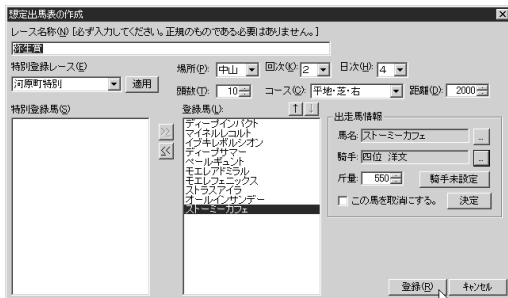 想定出馬表の作成
レース名称(N) [必ず入力してください。正規のものである必要はありません。]
弥生賞
特別登録レース(E) 場所(P): 中山 回次(K): 2 日次(H): 4
河原町特別 適用 頭数(T): 10 コース(C): 平地・芝・右 距離(D): 2000
特別登録馬(S) 登録馬(L): ↑ ↓ 出走馬情報
>>
<<
ディープインパクト
マイネルレコルト
イブキレボルシオン
ディープサマー
ペールギュント
モエレアドミラル
モエレフェニックス
ストラスアイラ
オールインサンデー
ストーミーカフェ
馬名: ストーミーカフェ ...
騎手: 四位 洋文 ...
斤量: 550 騎手未設定
この馬を取消にする。 決定
登録(R) キャンセル